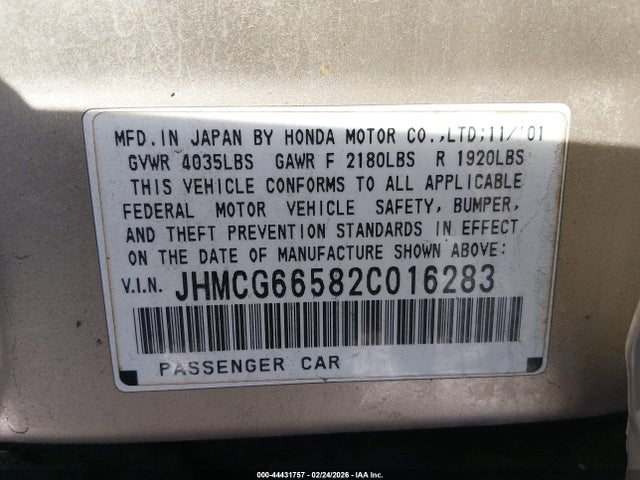 MFD.IN JAPAN BY HONDA MOTOR CO.,LTD;11/'01
GVWR 4035LBS GAWR F 2180LBS R 1920LBS
THIS VEHICLE CONFORMS TO ALL APPLICABLE
FEDERAL MOTOR VEHICLE SAFETY, BUMPER,
AND THEFT PREVENTION STANDARDS IN EFFECT
ON THE DATE OF MANUFACTURE SHOWN ABOVE:
V.I.N. JHMCG66582C016283
PASSENGER CAR
000-44431757 - 02/24/2026 - IAA Inc.